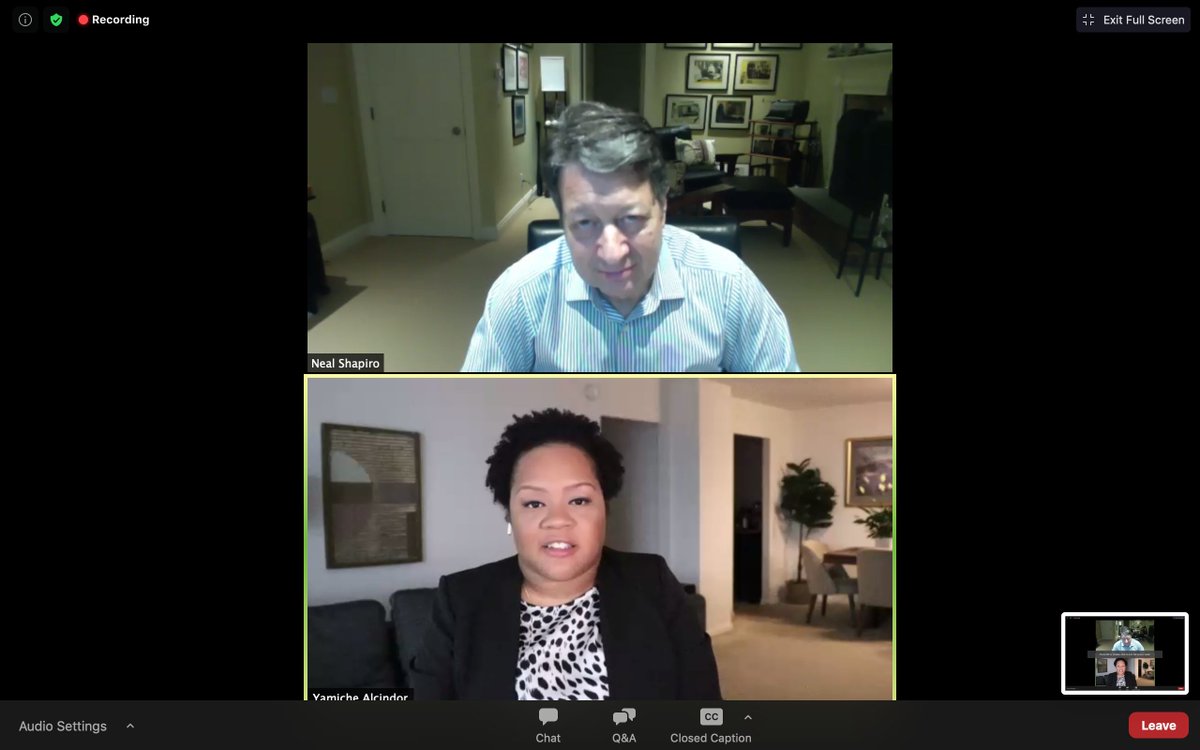 Recording
Exit Full Screen
Neal Shapiro
Yamiche Alcindor
Audio Settings
Chat
Q&A
CC
Closed Caption
Leave